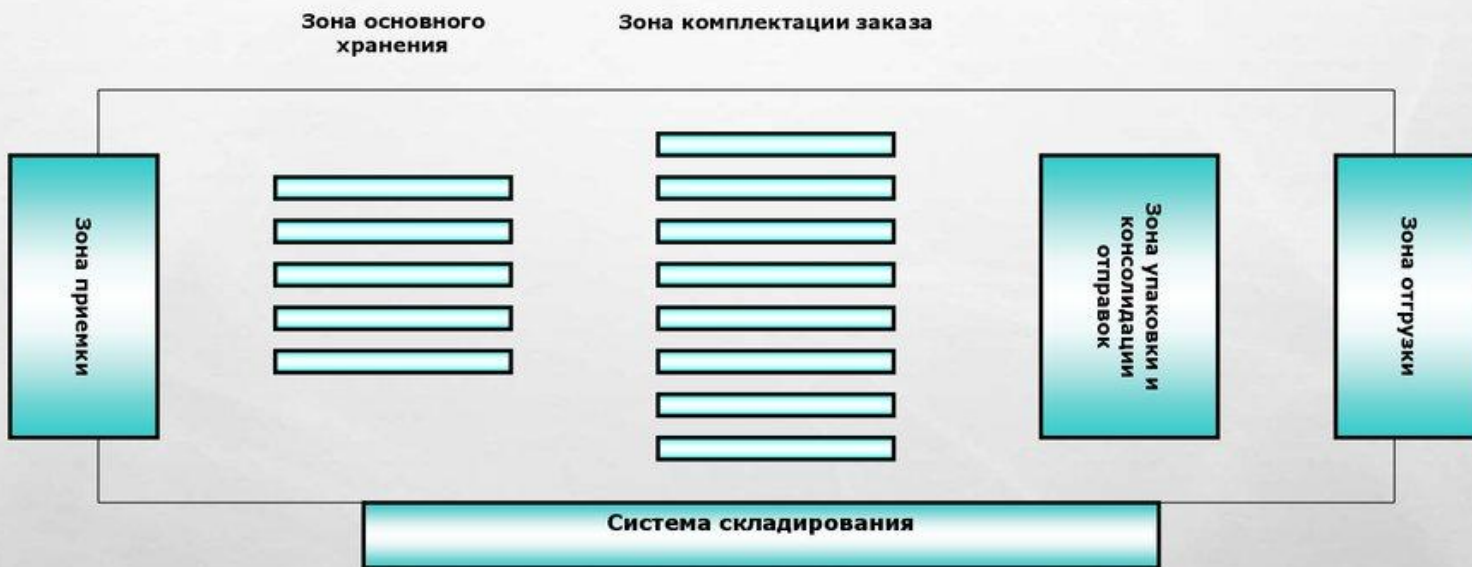 Зона основного
хранения
Зона комплектации заказа
Зона приемки
Зона упаковки и
консолидации
отправок
Зона отгрузки
Система складирования